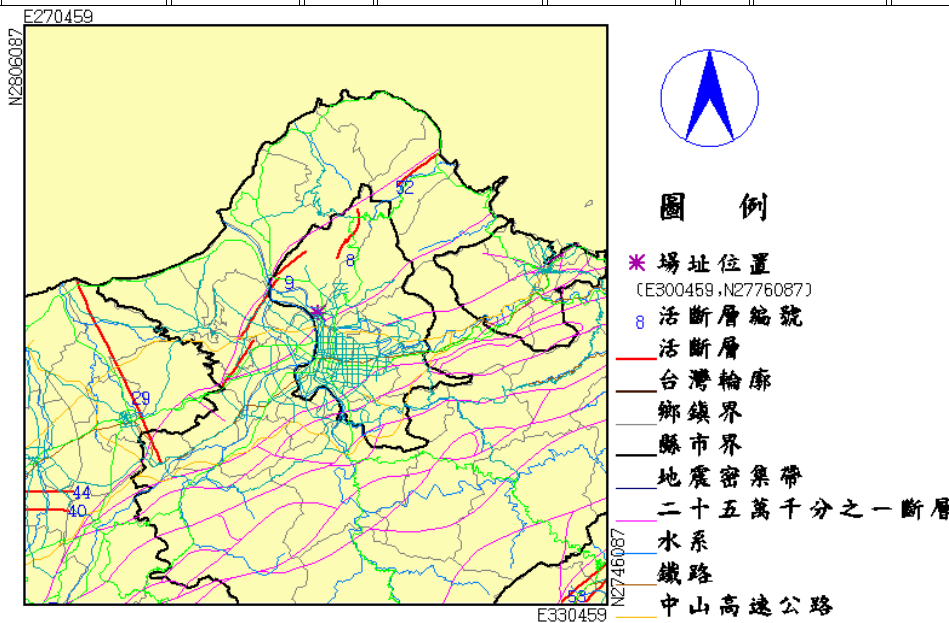 E270459
N2806087
52
8
9
29
44
40
53
N2746087
E330459
圖 例
場址位置
(E300459,N2776087)
8 活斷層編號
活斷層
台灣輪廓
鄉鎮界
縣市界
地震密集帶
二十五萬千分之一斷層
水系
鐵路
中山高速公路